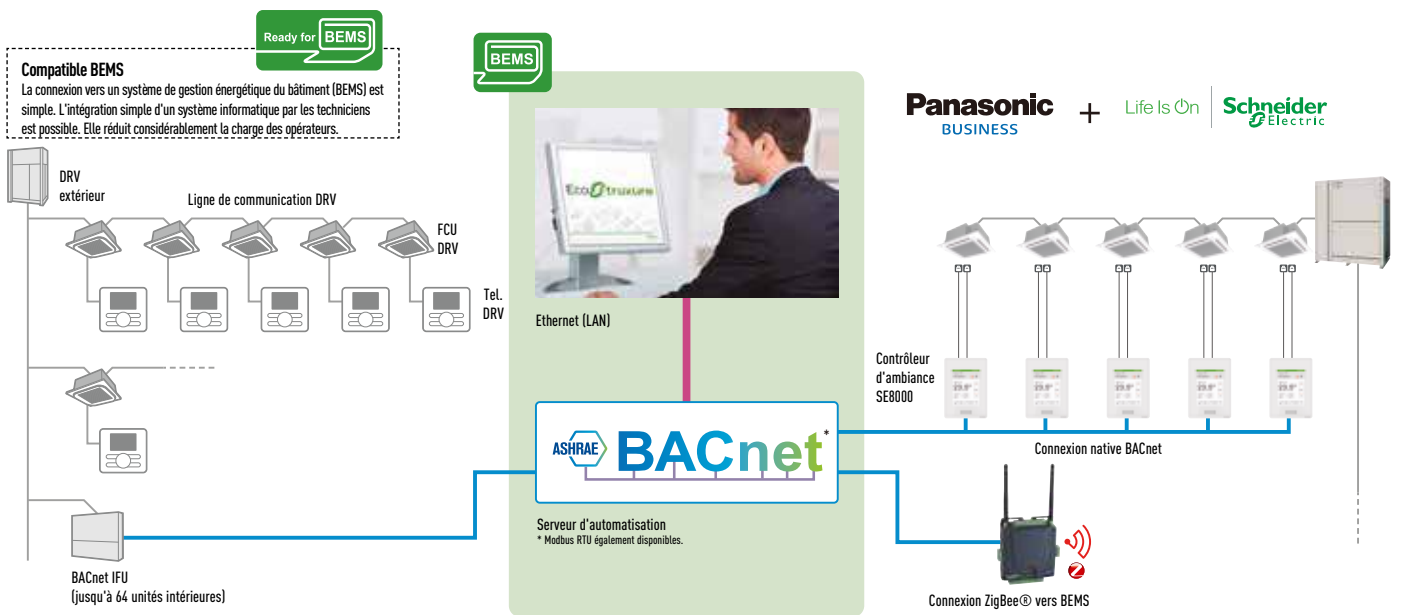 Ready for BEMS
Compatible BEMS
La connexion vers un système de gestion énergétique du bâtiment (BEMS) est
simple. L'intégration simple d'un système informatique par les techniciens
est possible. Elle réduit considérablement la charge des opérateurs.
DRV
extérieur
Ligne de communication DRV
FCU
DRV
Tel.
DRV
BACnet IFU
(jusqu'à 64 unités intérieures)
BEMS
EcoStruxure
Ethernet (LAN)
ASHRAE BACnet*
Serveur d'automatisation
* Modbus RTU également disponibles.
Panasonic
BUSINESS
+
Life Is On
Schneider
Electric
Contrôleur
d'ambiance
SE8000
Connexion native BACnet
Connexion ZigBee® vers BEMS